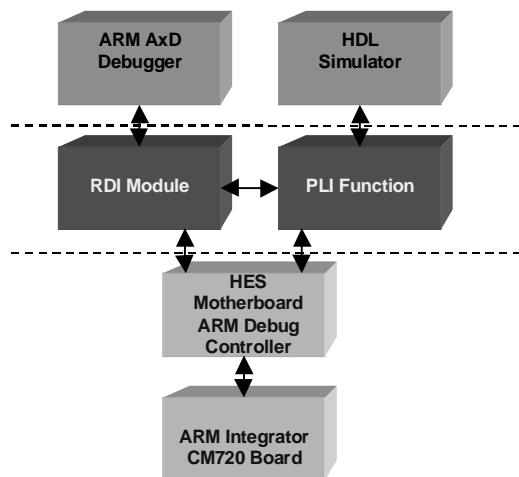 ARM AxD
Debugger
HDL
Simulator
RDI Module
PLI Function
HES
Motherboard
ARM Debug
Controller
ARM Integrator
CM720 Board